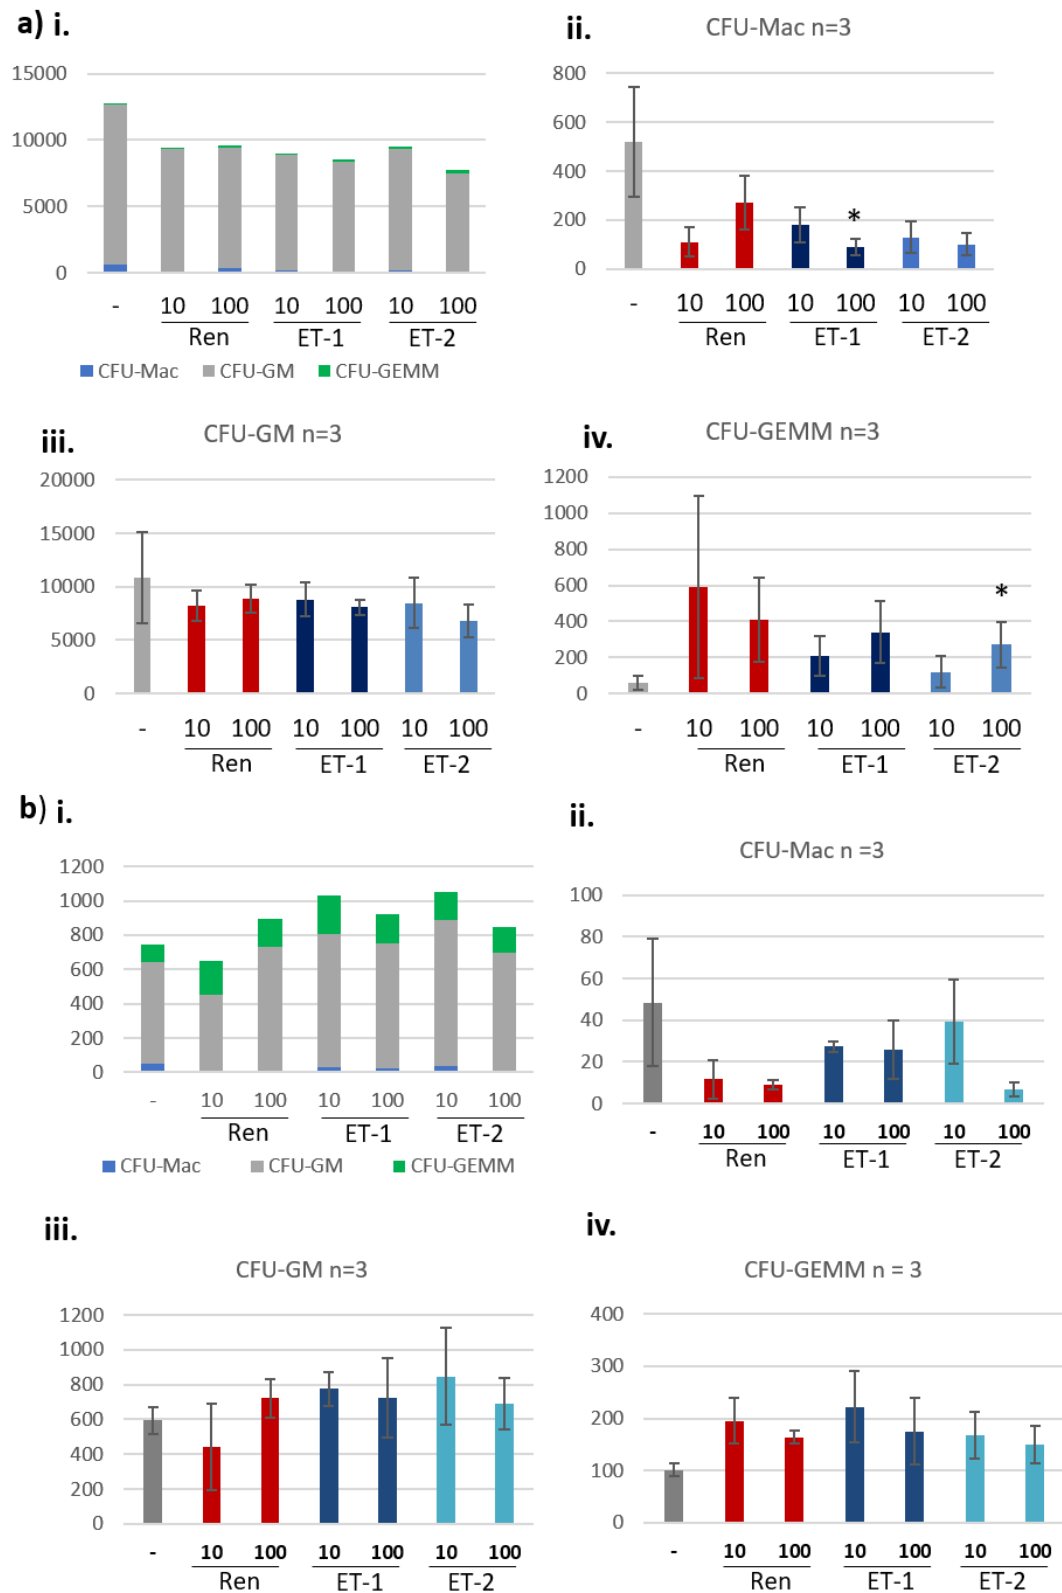 a) i.
15000
10000
5000
0
- 10 100 10 100 10 100
Ren ET-1 ET-2
CFU-Mac CFU-GM CFU-GEMM
ii.
CFU-Mac n=3
800
600
400
200
0
*
- 10 100 10 100 10 100
Ren ET-1 ET-2
iii.
CFU-GM n=3
20000
15000
10000
5000
0
- 10 100 10 100 10 100
Ren ET-1 ET-2
iv.
CFU-GEMM n=3
1200
1000
800
600
400
200
0
*
- 10 100 10 100 10 100
Ren ET-1 ET-2
b) i.
1200
1000
800
600
400
200
0
- 10 100 10 100 10 100
Ren ET-1 ET-2
CFU-Mac CFU-GM CFU-GEMM
ii.
CFU-Mac n =3
100
80
60
40
20
0
- 10 100 10 100 10 100
Ren ET-1 ET-2
iii.
CFU-GM n=3
1200
1000
800
600
400
200
0
- 10 100 10 100 10 100
Ren ET-1 ET-2
iv.
CFU-GEMM n = 3
400
300
200
100
0
- 10 100 10 100 10 100
Ren ET-1 ET-2